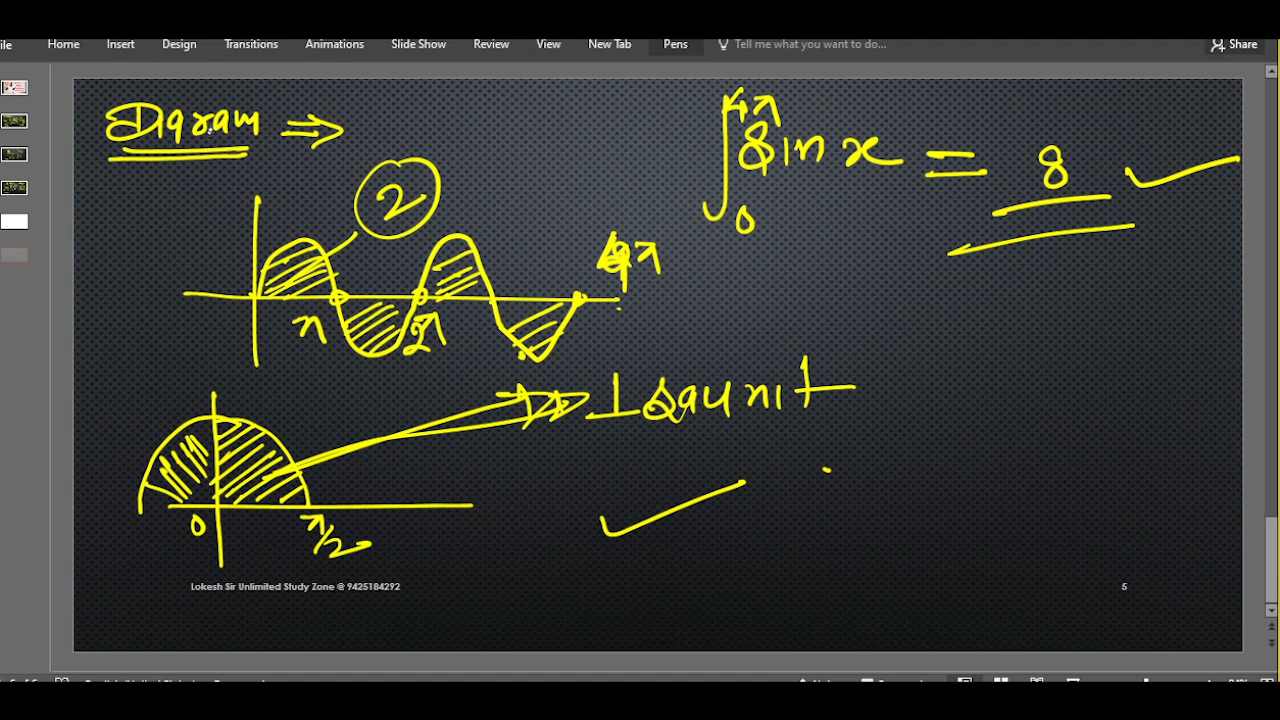 File Home Insert Design Transitions Animations Slide Show Review View New Tab Pens Tell me what you want to do... Share
Diagram ⇒
∫₀^4π sin x = 8
2
π 2π 4π
1 squnit
0 π/2
Lokesh Sir Unlimited Study Zone @ 9425184292
5